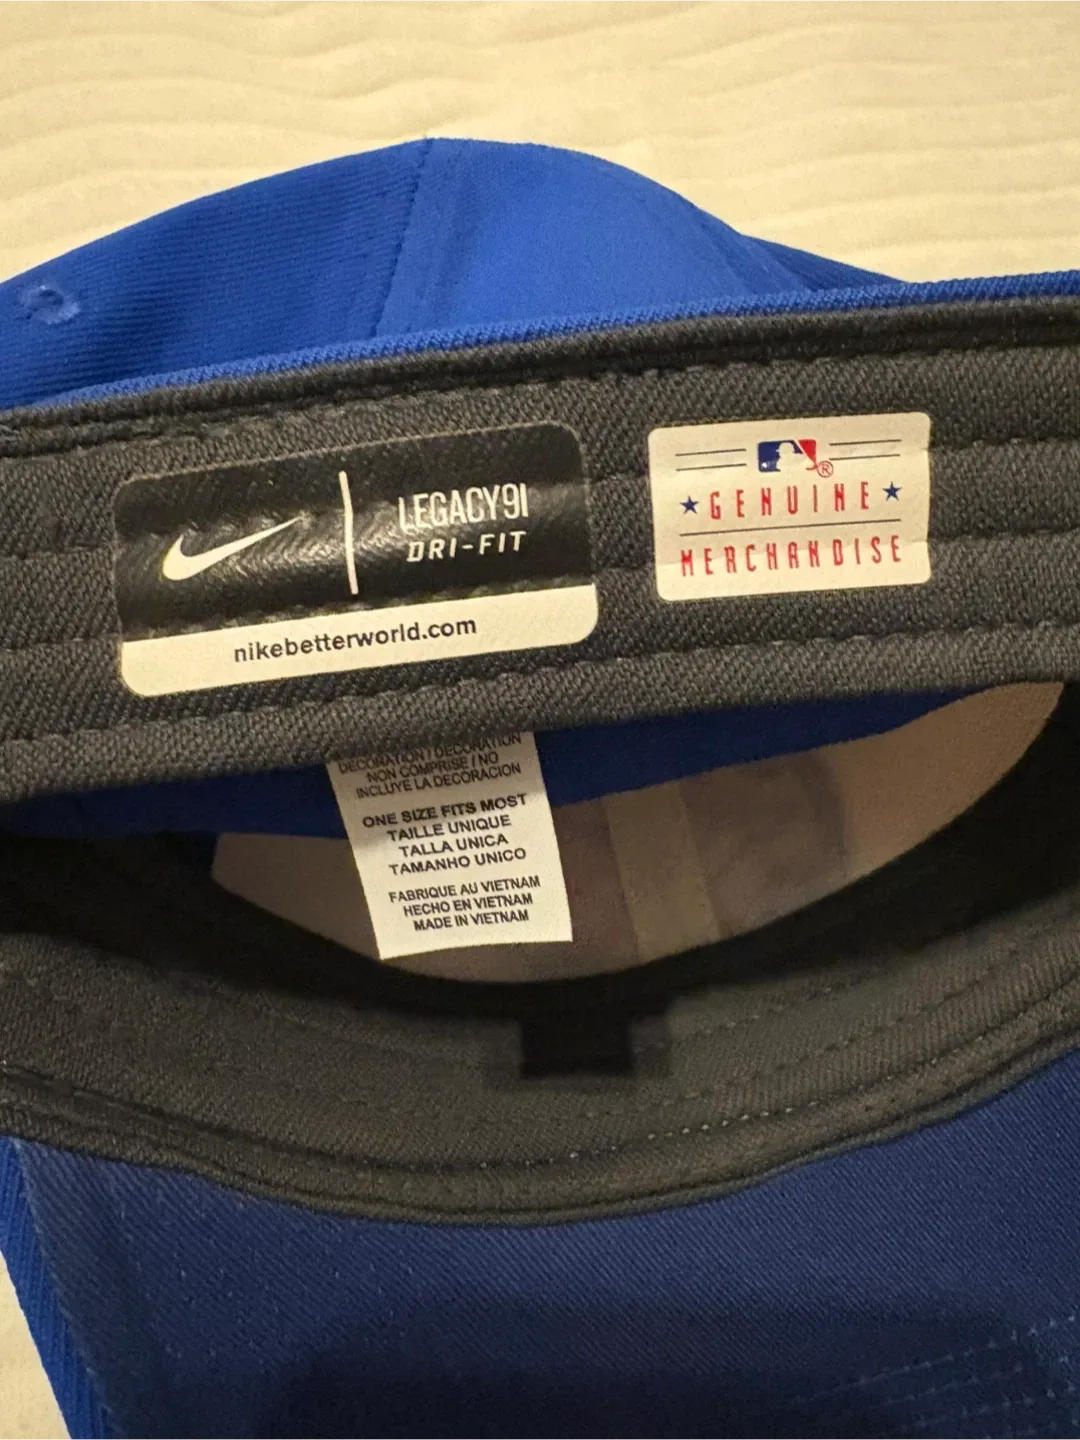 LEGACY91
DRI-FIT
nikebetterworld.com
®
GENUINE
MERCHANDISE
DECORATION / DÉCORATION
NON COMPRISE / NO
INCLUYE LA DECORACION
ONE SIZE FITS MOST
TAILLE UNIQUE
TALLA UNICA
TAMANHO UNICO
FABRIQUE AU VIETNAM
HECHO EN VIETNAM
MADE IN VIETNAM